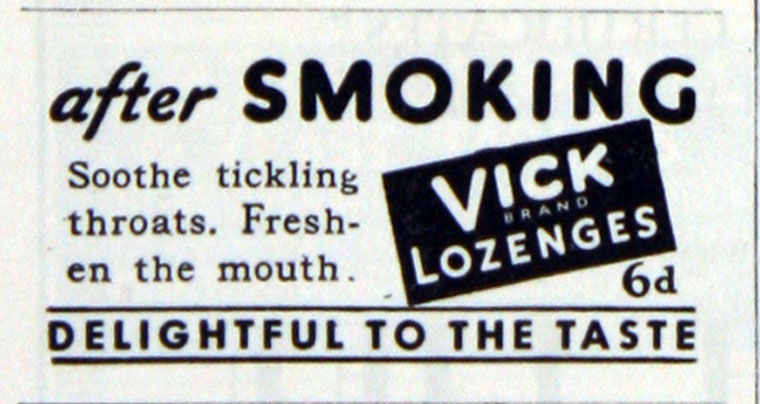 after SMOKING
Soothe tickling
throats. Fresh-
en the mouth.
VICK
BRAND
LOZENGES
6d
DELIGHTFUL TO THE TASTE